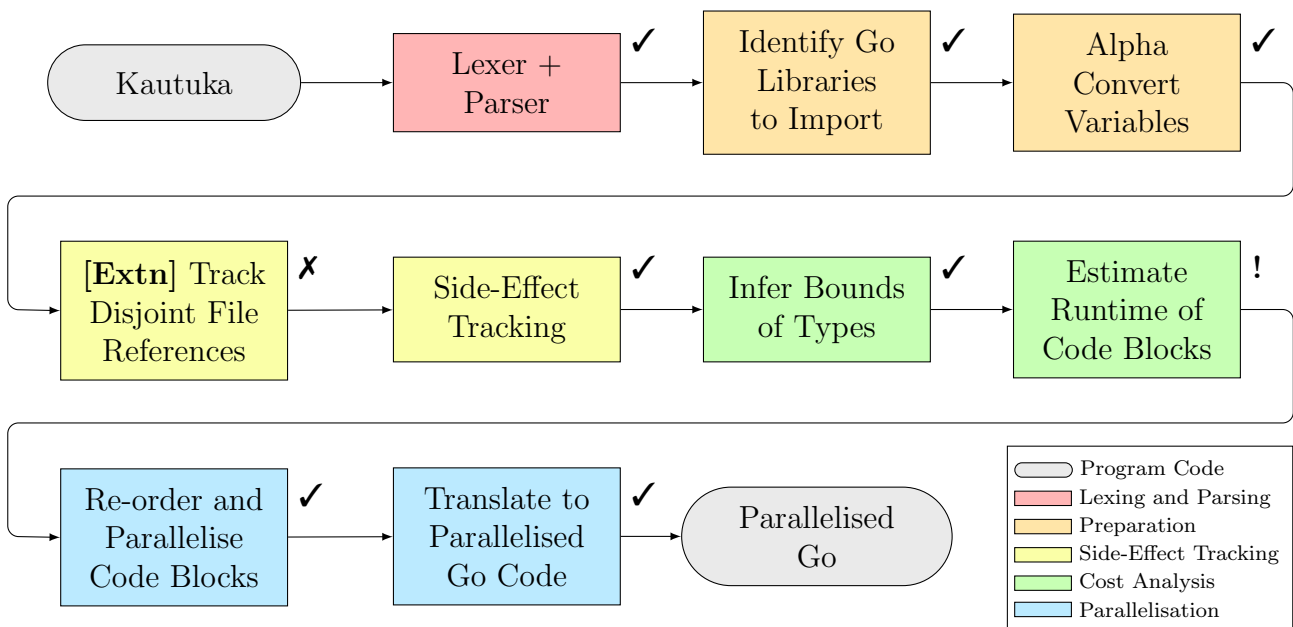 Kautuka
Lexer +
Parser
✓
Identify Go
Libraries
to Import
✓
Alpha
Convert
Variables
✓
[Extn] Track
Disjoint File
References
✗
Side-Effect
Tracking
✓
Infer Bounds
of Types
✓
Estimate
Runtime of
Code Blocks
!
Re-order and
Parallelise
Code Blocks
✓
Translate to
Parallelised
Go Code
✓
Parallelised
Go
Program Code
Lexing and Parsing
Preparation
Side-Effect Tracking
Cost Analysis
Parallelisation